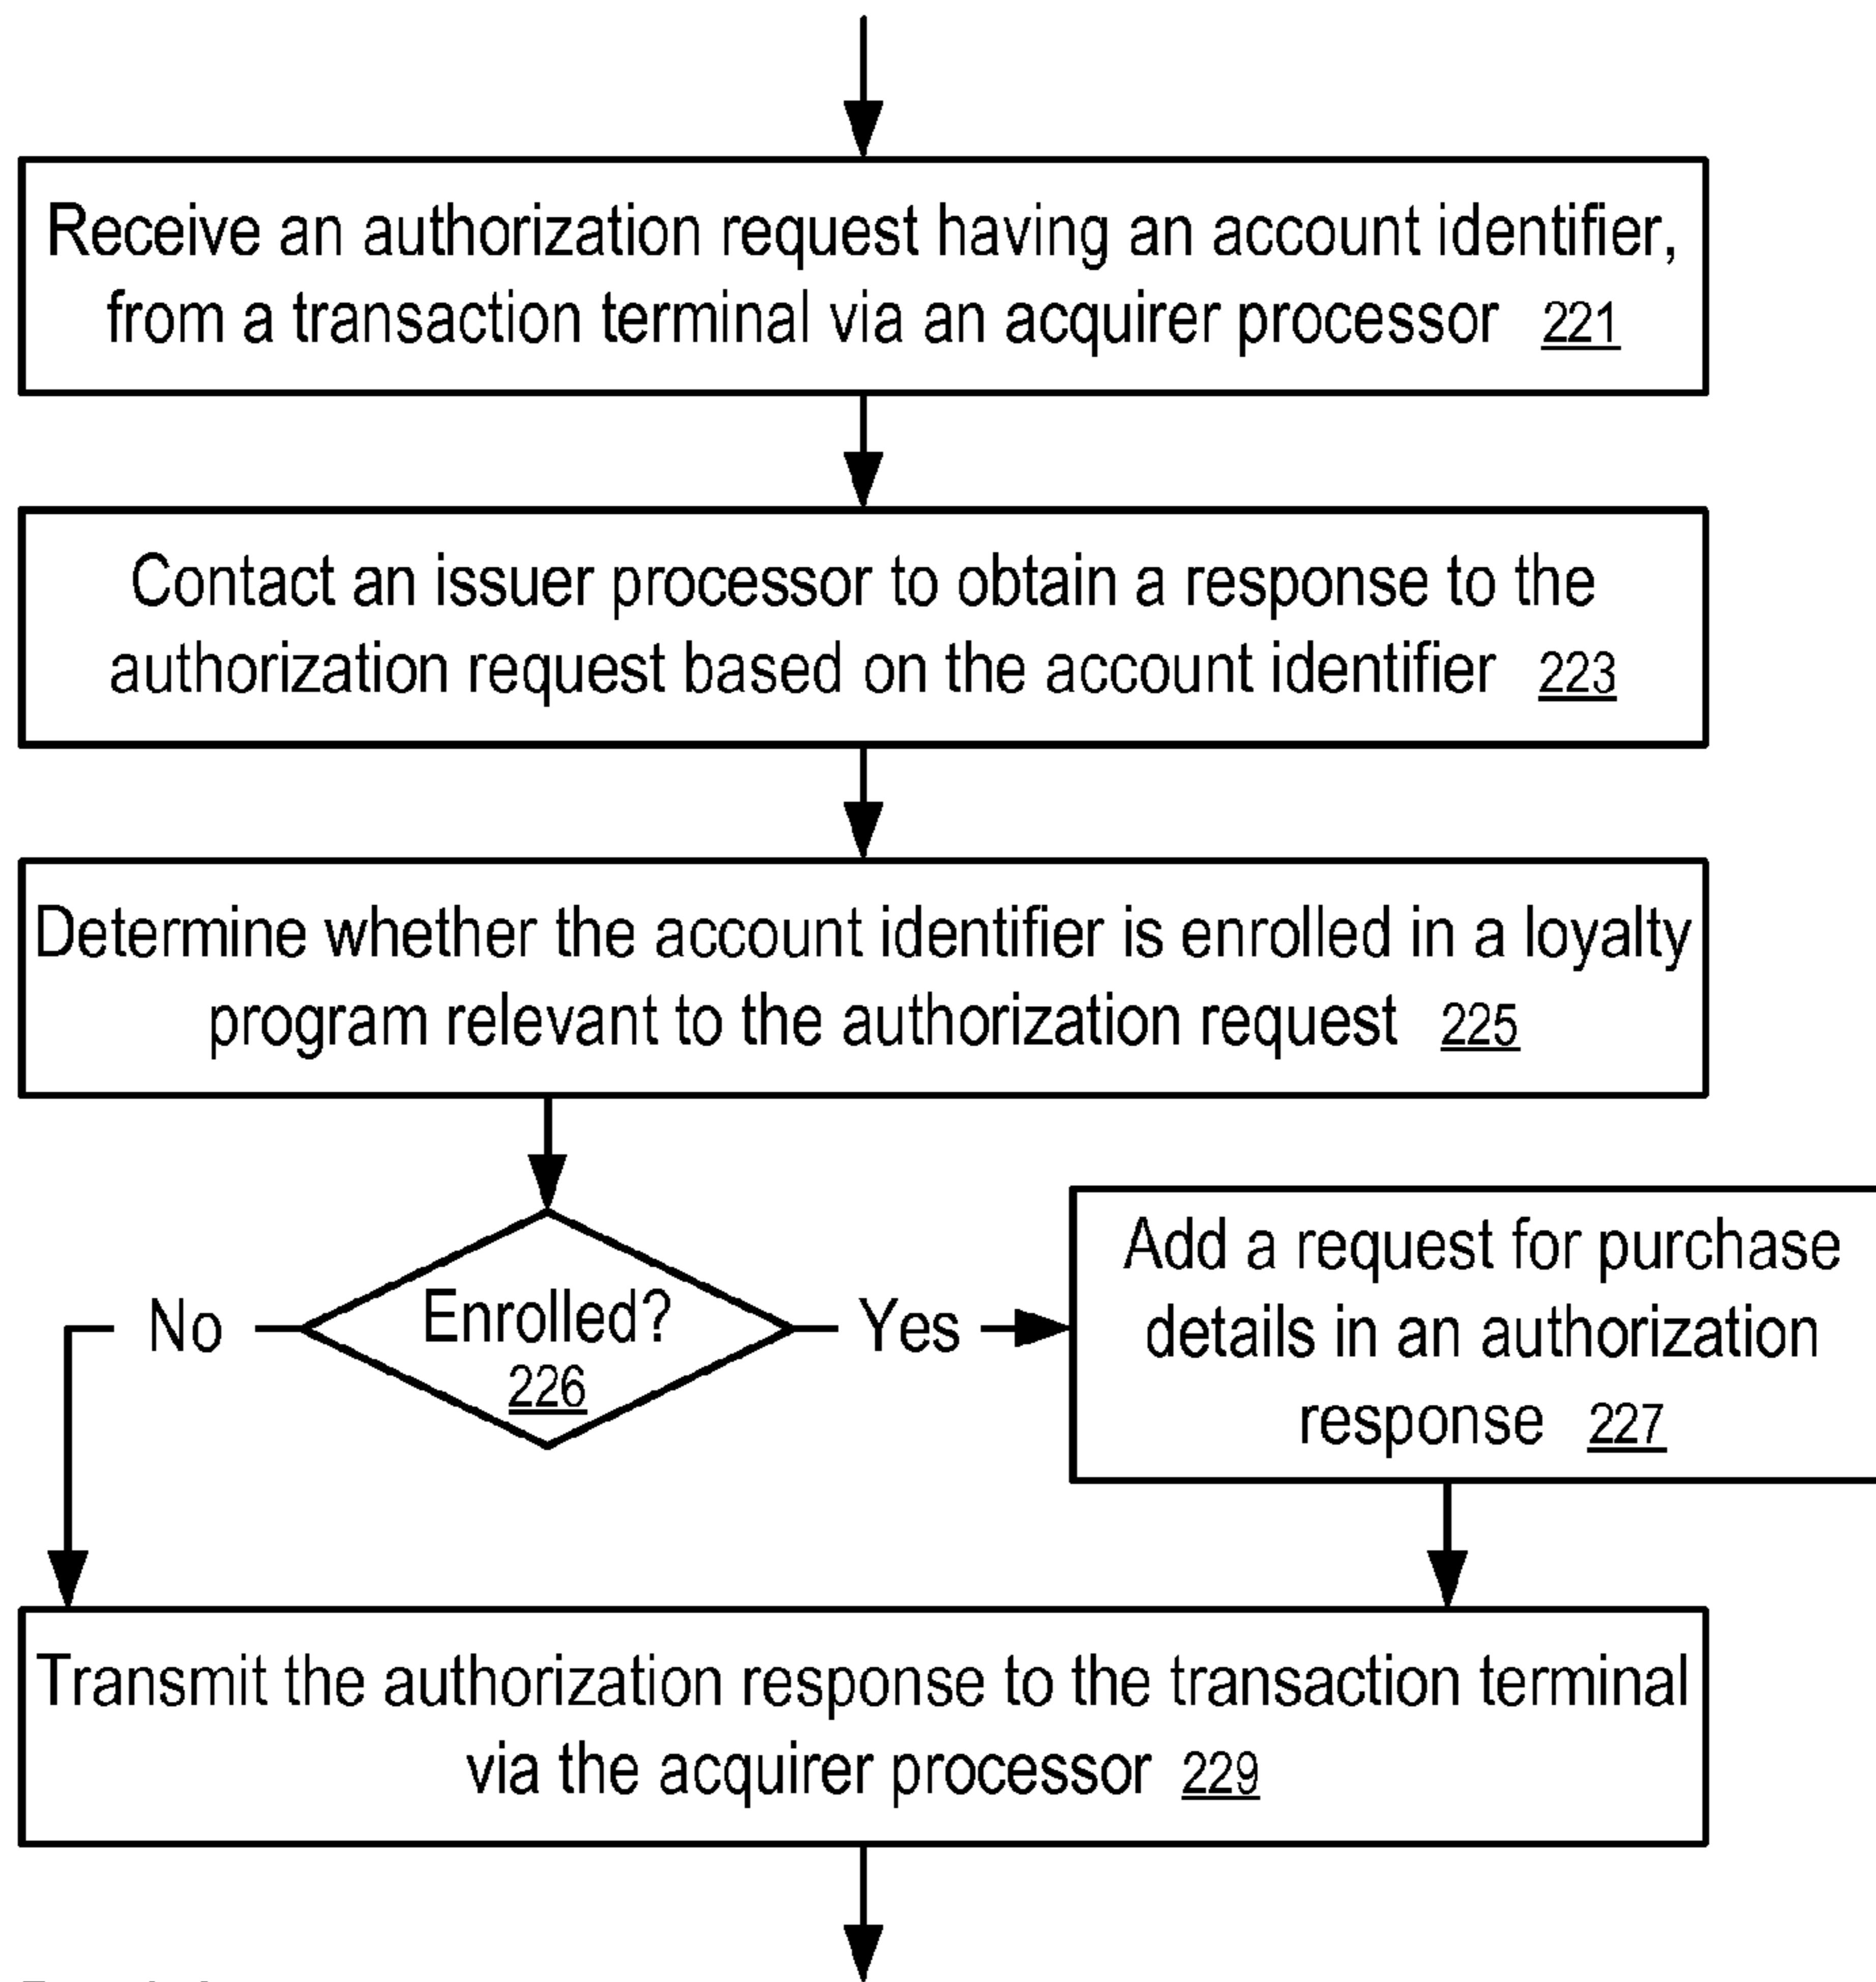 Receive an authorization request having an account identifier,
from a transaction terminal via an acquirer processor 221
Contact an issuer processor to obtain a response to the
authorization request based on the account identifier 223
Determine whether the account identifier is enrolled in a loyalty
program relevant to the authorization request 225
Enrolled?
226
No
Yes
Add a request for purchase
details in an authorization
response 227
Transmit the authorization response to the transaction terminal
via the acquirer processor 229